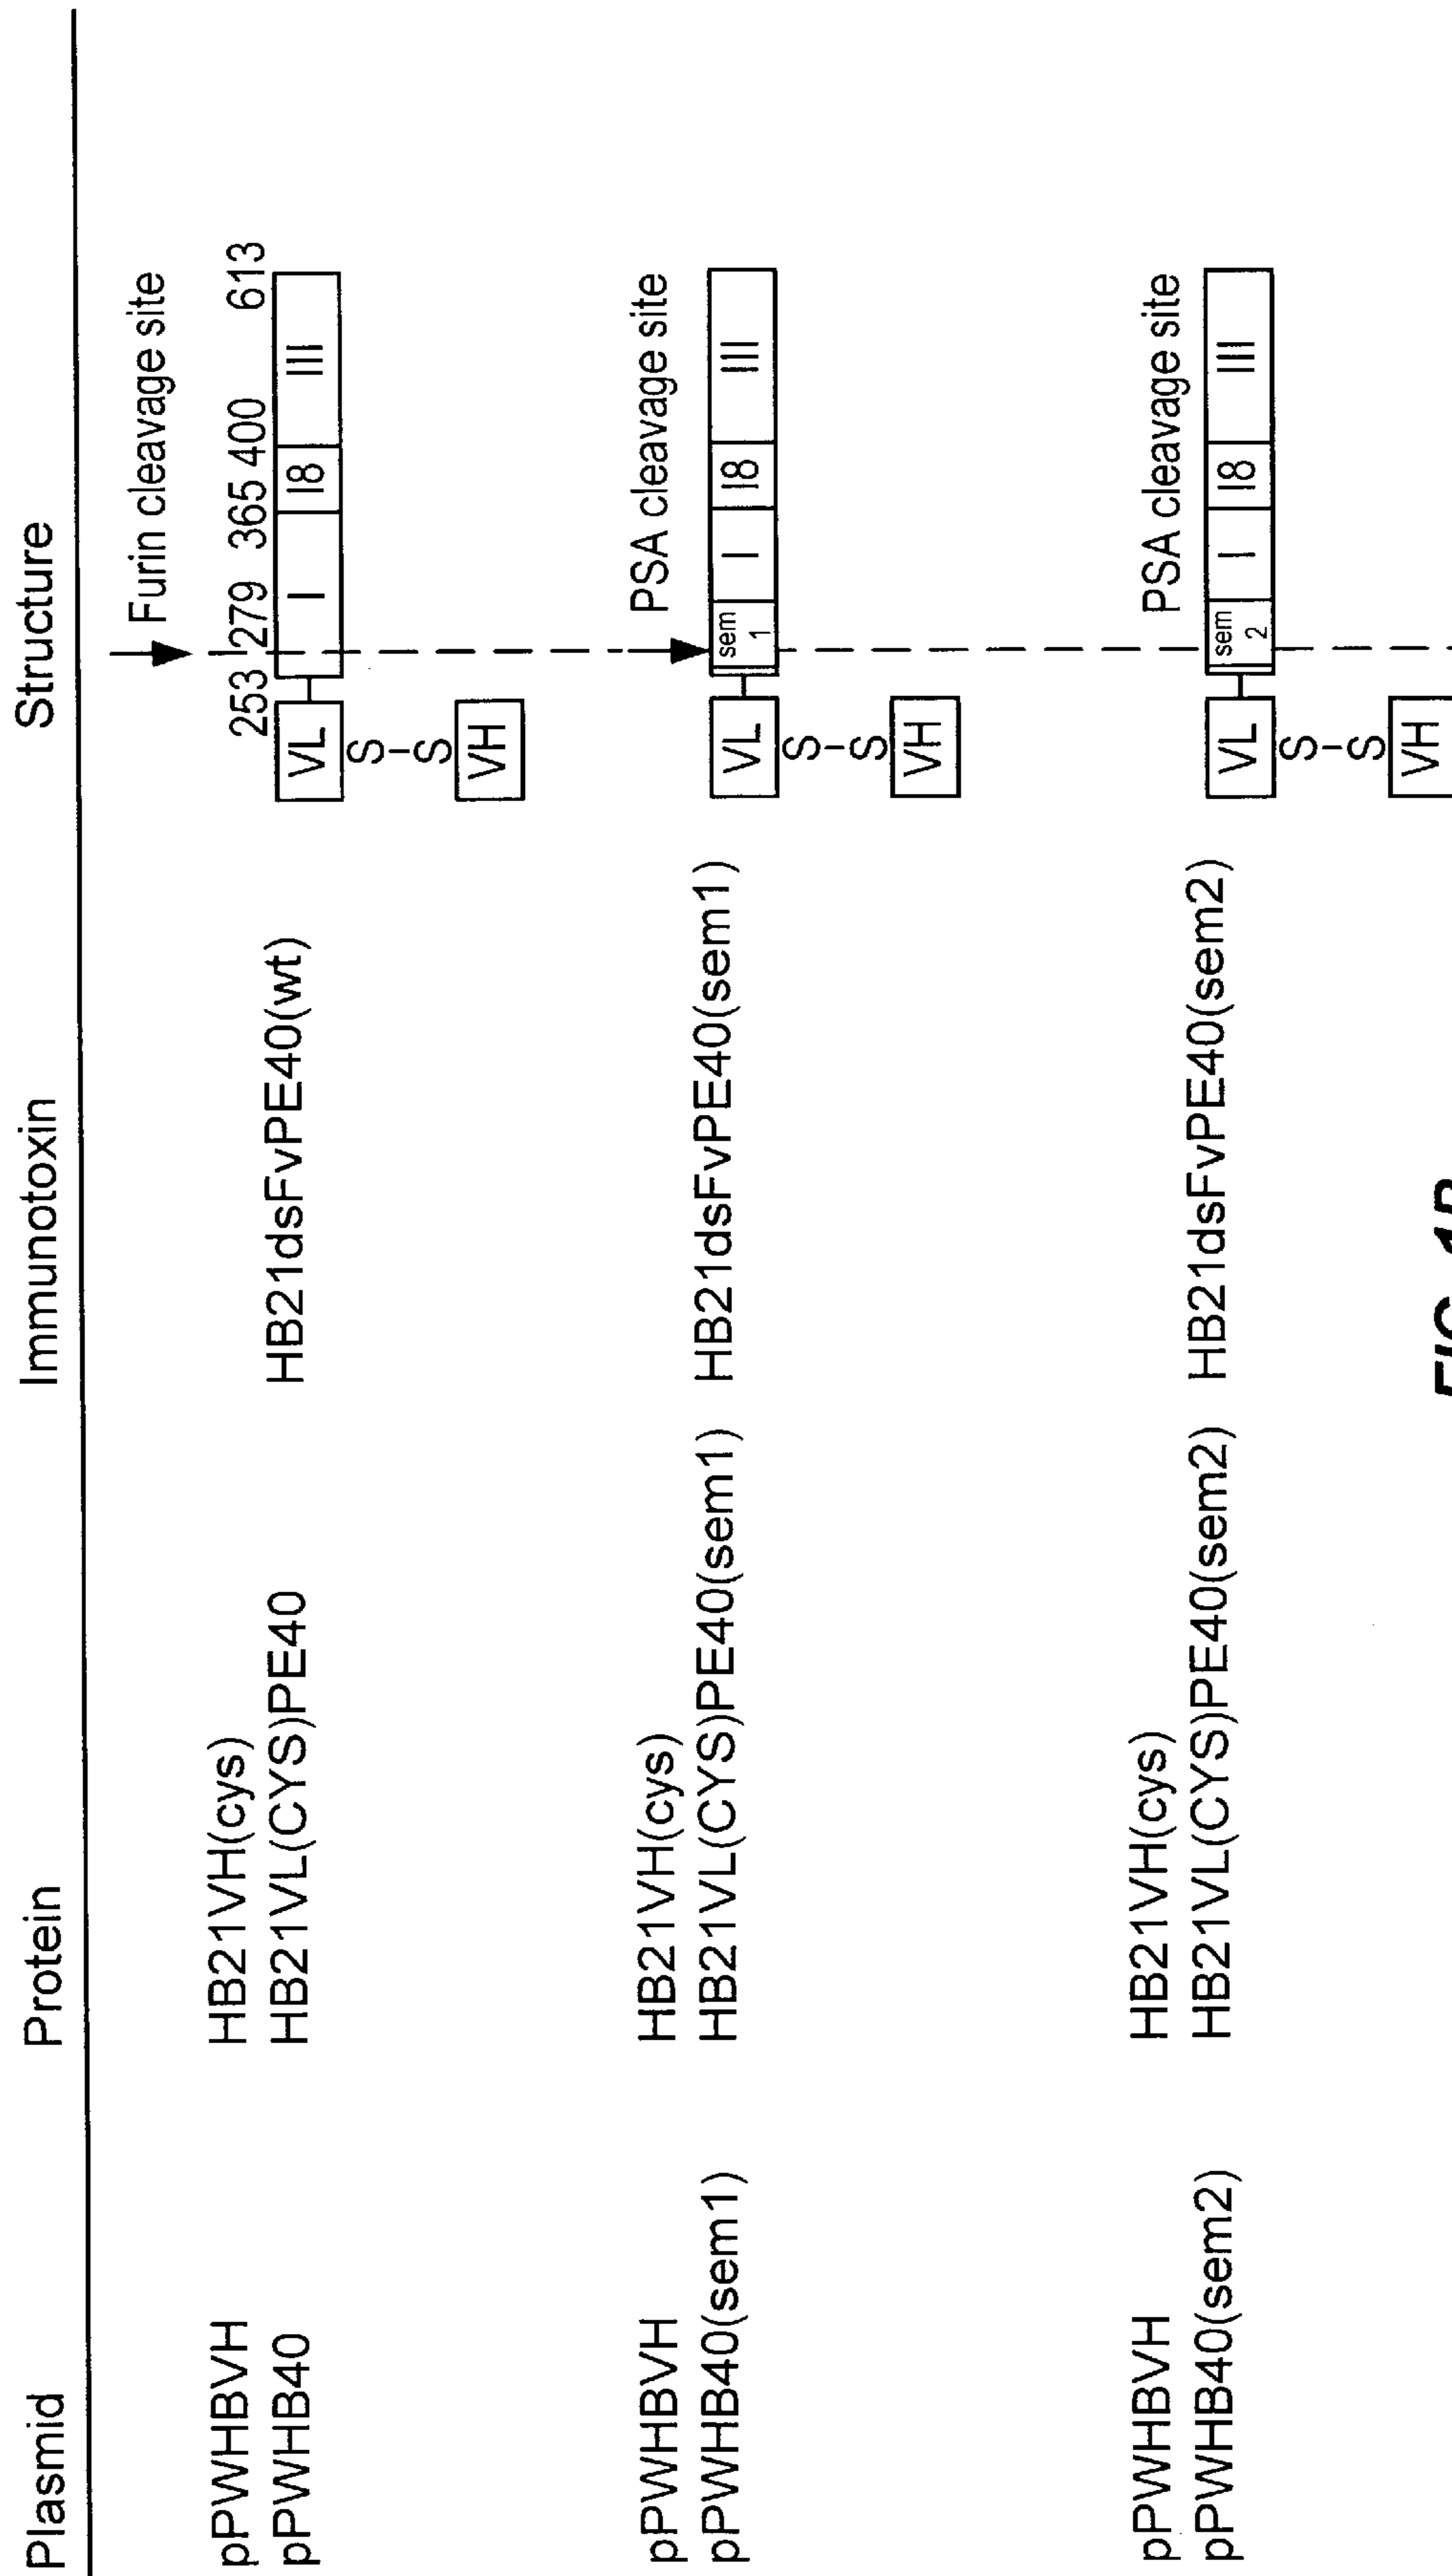 Plasmid Protein Immunotoxin Structure
Furin cleavage site
253 279 365 400 613
pPWHBVH HB21VH(cys)
pPWHB40 HB21VL(CYS)PE40 HB21dsFvPE40(wt) VL I I8 III
S-S
VH
PSA cleavage site
pPWHBVH HB21VH(cys)
pPWHB40(sem1) HB21VL(CYS)PE40(sem1) HB21dsFvPE40(sem1) VL sem 1 I I8 III
S-S
VH
PSA cleavage site
pPWHBVH HB21VH(cys)
pPWHB40(sem2) HB21VL(CYS)PE40(sem2) HB21dsFvPE40(sem2) VL sem 2 I I8 III
S-S
VH